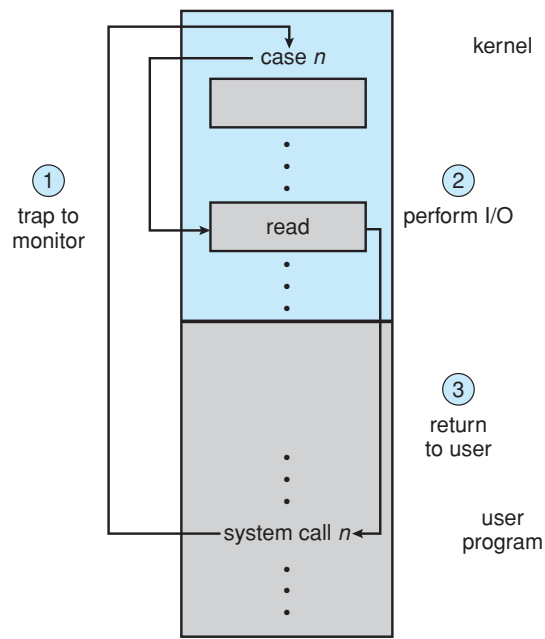 kernel
case n
1
trap to
monitor
2
perform I/O
read
3
return
to user
system call n
user
program